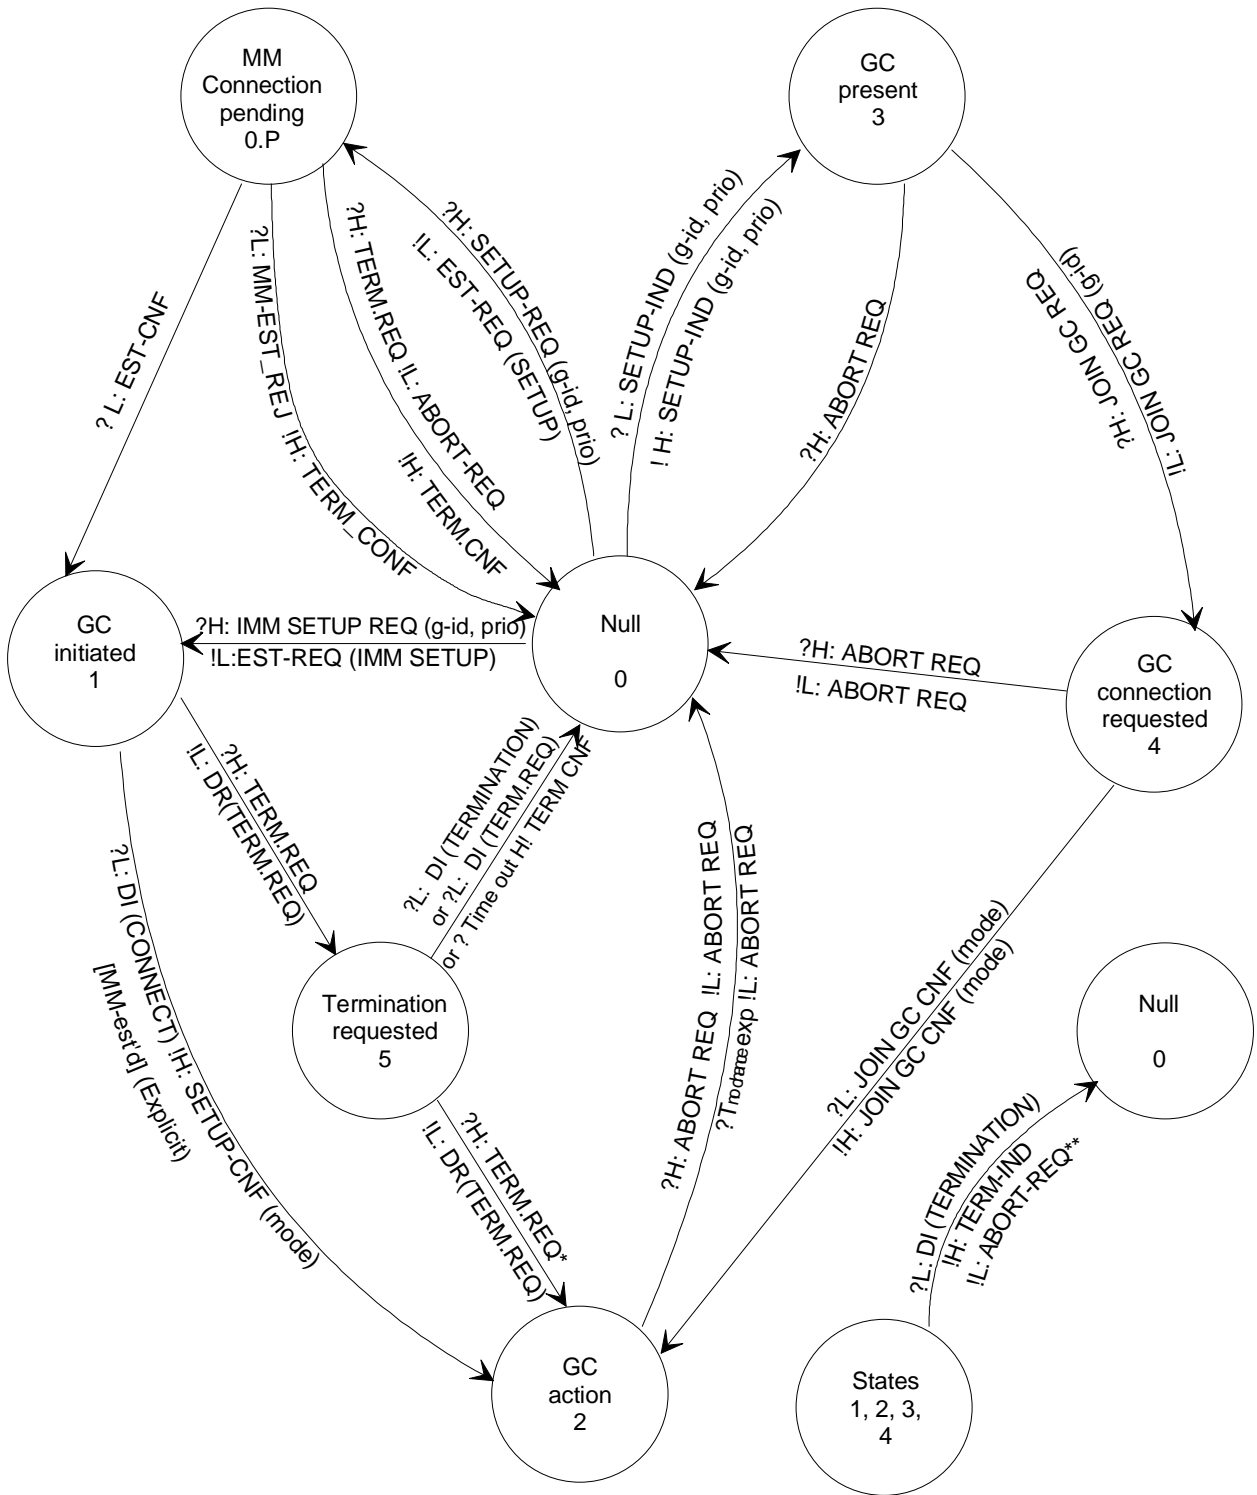 MM
Connection
pending
0.P
GC
present
3
? L: EST-CNF
?L: MM-EST_REJ !H: TERM_CONF
?H: TERM.REQ !L: ABORT-REQ
!H: TERM.CNF
?H: SETUP-REQ (g-id, prio)
!L: EST-REQ (SETUP)
? L: SETUP-IND (g-id, prio)
! H: SETUP-IND (g-id, prio)
?H: ABORT REQ
!L: JOIN GC REQ (g-id)
?H: JOIN GC REQ
GC
initiated
1
?H: IMM SETUP REQ (g-id, prio)
!L:EST-REQ (IMM SETUP)
Null
0
?H: ABORT REQ
!L: ABORT REQ
GC
connection
requested
4
?H: TERM.REQ
!L: DR(TERM.REQ)
?L: DI (TERMINATION)
or ?L: DI (TERM.REQ)
or ? Time out H! TERM CNF
?L: DI (CONNECT) !H: SETUP-CNF (mode)
[MM-est'd] (Explicit)
Termination
requested
5
?H: TERM.REQ*
!L: DR(TERM.REQ)
?H: ABORT REQ !L: ABORT REQ
exp !L: ABORT REQ
?L: JOIN GC CNF (mode)
!H: JOIN GC CNF (mode)
Null
0
?L: DI (TERMINATION)
!H: TERM-IND
!L: ABORT-REQ**
GC
action
2
States
1, 2, 3,
4